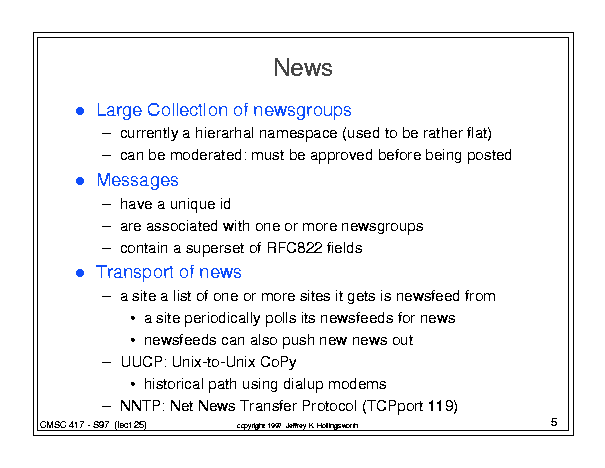 News
● Large Collection of newsgroups
– currently a hierarhal namespace (used to be rather flat)
– can be moderated: must be approved before being posted
● Messages
– have a unique id
– are associated with one or more newsgroups
– contain a superset of RFC822 fields
● Transport of news
– a site a list of one or more sites it gets is newsfeed from
• a site periodically polls its newsfeeds for news
• newsfeeds can also push new news out
– UUCP: Unix-to-Unix CoPy
• historical path using dialup modems
– NNTP: Net News Transfer Protocol (TCPport 119)
CMSC 417 - S97 (lect 25)
copyright 1997 Jeffrey K. Hollingsworth
5